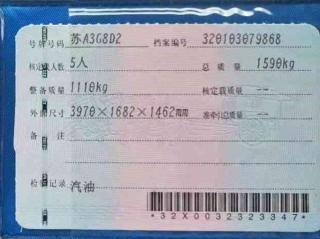 号牌号码 苏A3G8D2 档案编号 320103079868
核定载人数 5人 总质量 1590kg
整备质量 1110kg 核定载质量 --
外廓尺寸 3970×1682×1462mm 准牵引总质量 --
备注
检验记录 汽油
*32X0032323347*